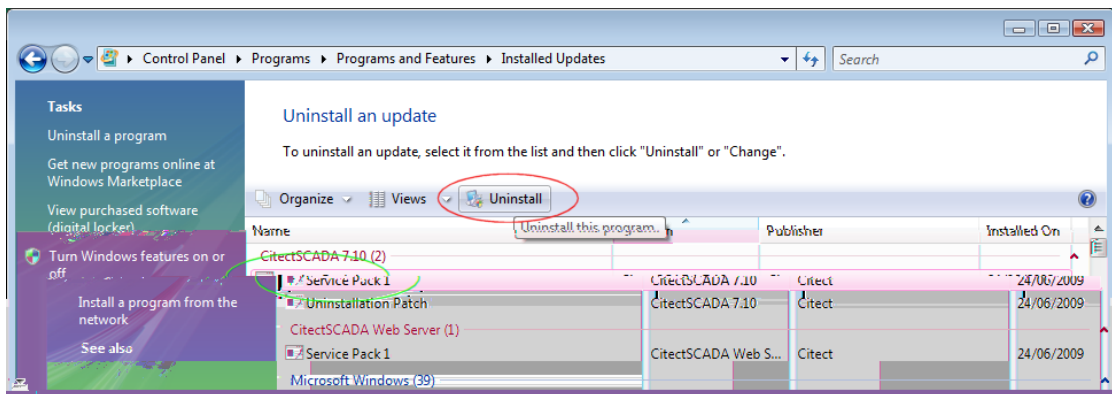 Control Panel ▸ Programs ▸ Programs and Features ▸ Installed Updates
Search
Tasks
Uninstall a program
Get new programs online at
Windows Marketplace
View purchased software
(digital locker)
Turn Windows features on or
off
Install a program from the
network
See also
Uninstall an update
To uninstall an update, select it from the list and then click "Uninstall" or "Change".
Organize Views Uninstall
Uninstall this program.
Name Publisher Installed On
CitectSCADA 7.10 (2)
Service Pack 1 CitectSCADA 7.10 Citect 24/06/2009
Uninstallation Patch CitectSCADA 7.10 Citect 24/06/2009
CitectSCADA Web Server (1)
Service Pack 1 CitectSCADA Web S... Citect 24/06/2009
Microsoft Windows (39)